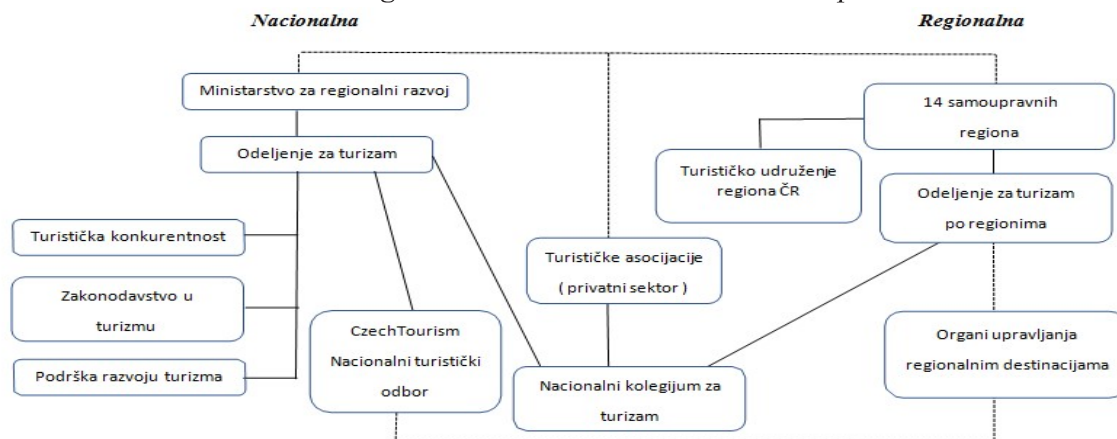 Nacionalna
Regionalna
Ministarstvo za regionalni razvoj
14 samoupravnih
regiona
Odeljenje za turizam
Turističko udruženje
regiona ČR
Odeljenje za turizam
po regionima
Turistička konkurentnost
Turističke asocijacije
( privatni sektor )
Zakonodavstvo u
turizmu
CzechTourism
Nacionalni turistički
odbor
Organi upravljanja
regionalnim destinacijama
Podrška razvoju turizma
Nacionalni kolegijum za
turizam